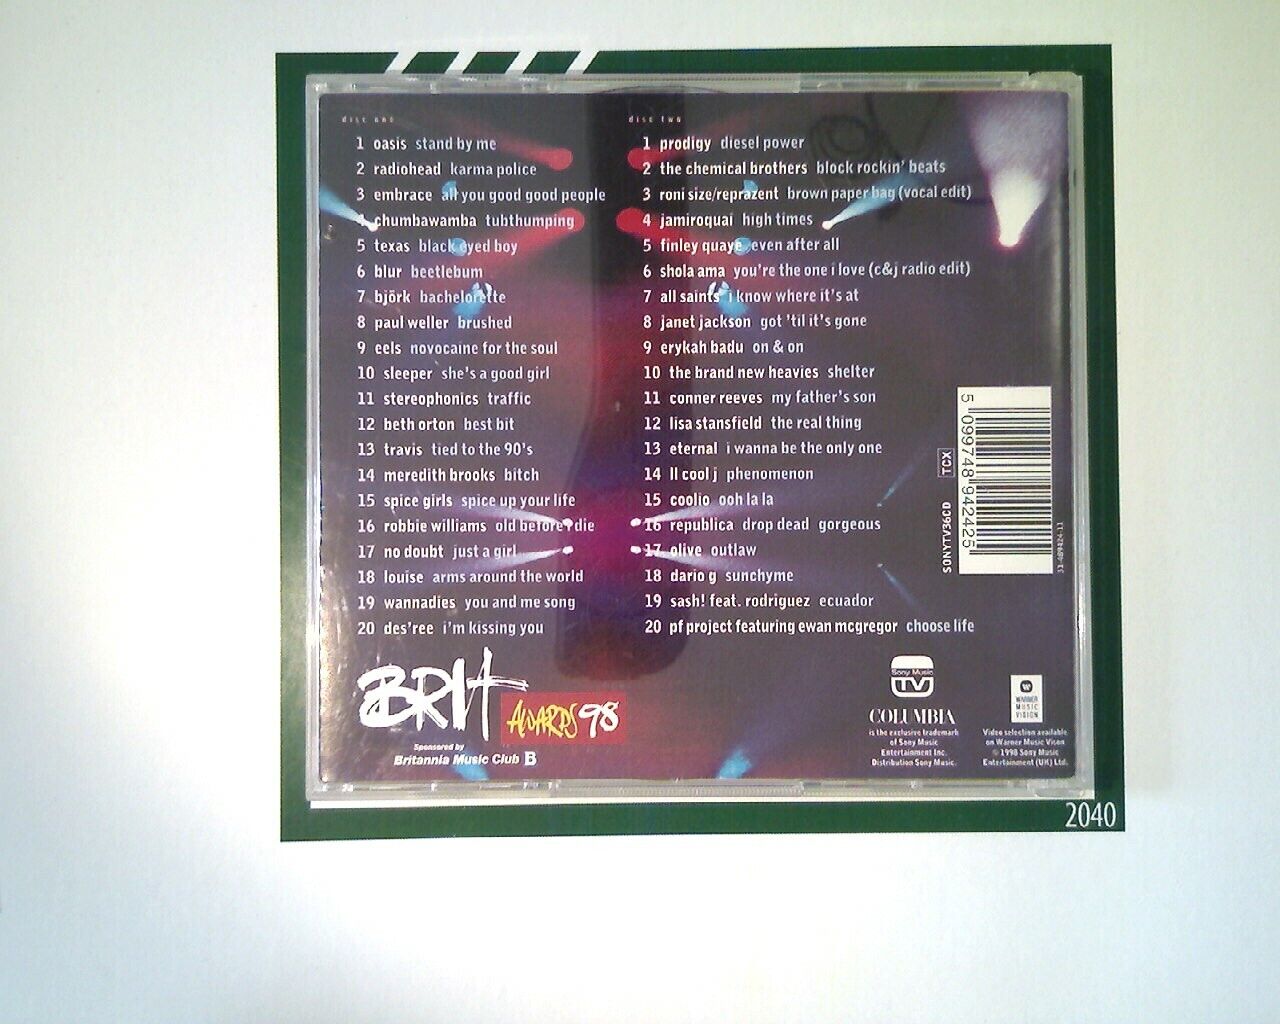 disc one
1 oasis stand by me
2 radiohead karma police
3 embrace all you good good people
4 chumbawamba tubthumping
5 texas black eyed boy
6 blur beetlebum
7 björk bachelorette
8 paul weller brushed
9 eels novocaine for the soul
10 sleeper she's a good girl
11 stereophonics traffic
12 beth orton best bit
13 travis tied to the 90's
14 meredith brooks bitch
15 spice girls spice up your life
16 robbie williams old before i die
17 no doubt just a girl
18 louise arms around the world
19 wannadies you and me song
20 des'ree i'm kissing you
disc two
1 prodigy diesel power
2 the chemical brothers block rockin' beats
3 roni size/reprazent brown paper bag (vocal edit)
4 jamiroquai high times
5 finley quaye even after all
6 shola ama you're the one i love (c&j radio edit)
7 all saints i know where it's at
8 janet jackson got 'til it's gone
9 erykah badu on & on
10 the brand new heavies shelter
11 conner reeves my father's son
12 lisa stansfield the real thing
13 eternal i wanna be the only one
14 ll cool j phenomenon
15 coolio ooh la la
16 republica drop dead gorgeous
17 olive outlaw
18 dario g sunchyme
19 sash! feat. rodriguez ecuador
20 pf project featuring ewan mcgregor choose life
TCX
SONYTV36CD
5 099748 942425
31-489424-11
BRIT
AWARDS 98
Sponsored by
Britannia Music Club B
Sony Music
TV
COLUMBIA
is the exclusive trademark
of Sony Music
Entertainment Inc.
Distribution Sony Music.
WARNER
MUSIC
VISION
Video selection available
on Warner Music Vison
© 1998 Sony Music
Entertainment (UK) Ltd.
2040